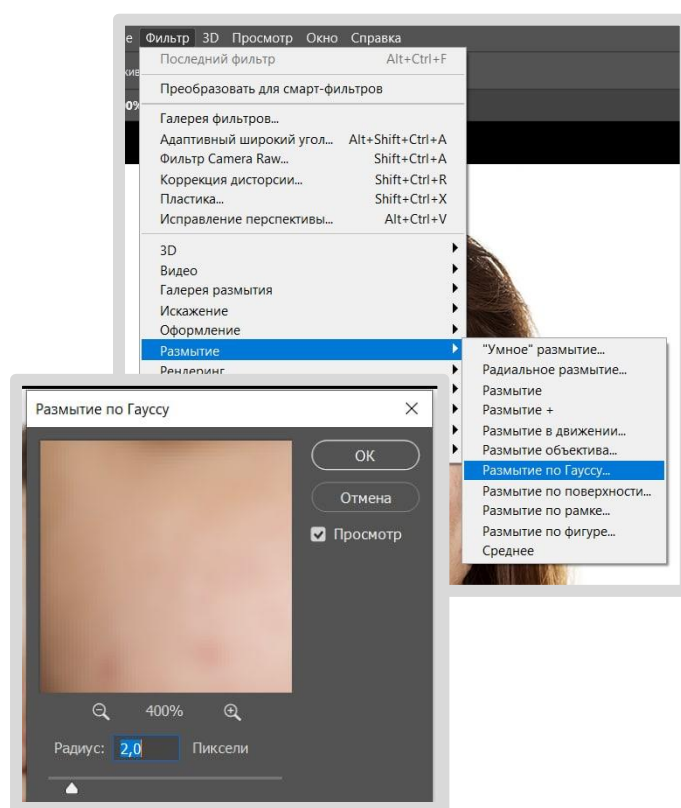 е Фильтр 3D Просмотр Окно Справка
Последний фильтр Alt+Ctrl+F
Преобразовать для смарт-фильтров
Галерея фильтров...
Адаптивный широкий угол... Alt+Shift+Ctrl+A
Фильтр Camera Raw... Shift+Ctrl+A
Коррекция дисторсии... Shift+Ctrl+R
Пластика... Shift+Ctrl+X
Исправление перспективы... Alt+Ctrl+V
3D
Видео
Галерея размытия
Искажение
Оформление
Размытие
Рендеринг
"Умное" размытие...
Радиальное размытие...
Размытие
Размытие +
Размытие в движении...
Размытие объектива...
Размытие по Гауссу...
Размытие по поверхности...
Размытие по рамке...
Размытие по фигуре...
Среднее
Размытие по Гауссу
ОК
Отмена
Просмотр
400%
Радиус: 2,0 Пиксели